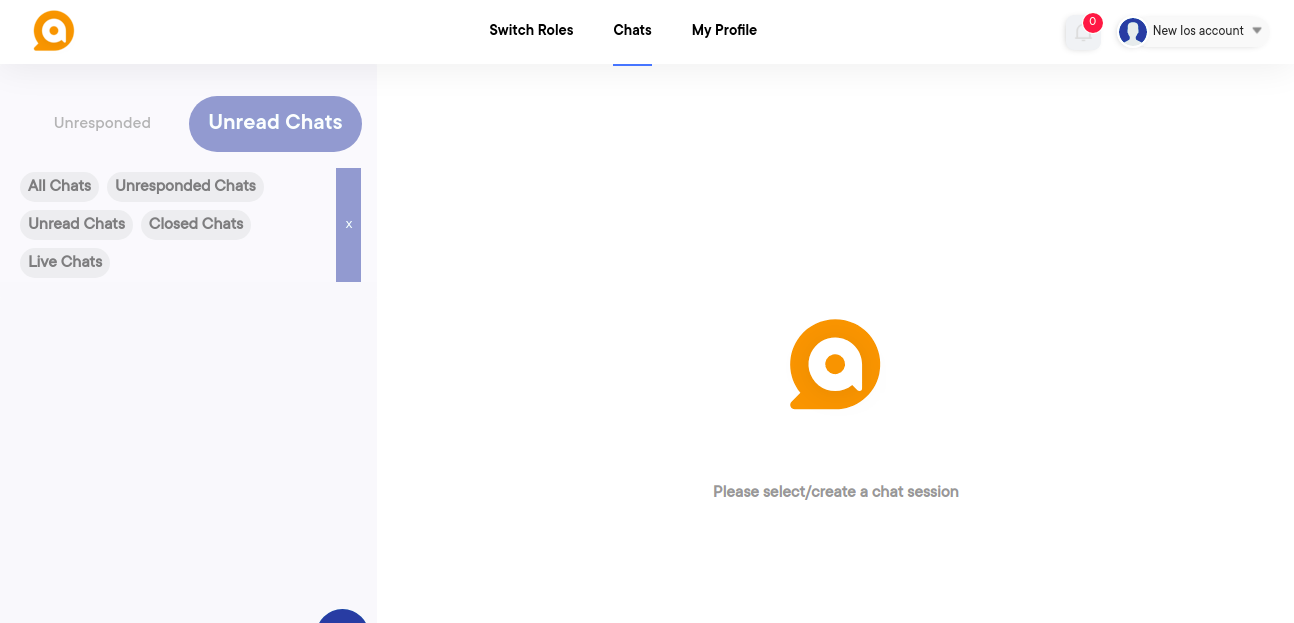 Switch Roles Chats My Profile 0 New Ios account
Unresponded Unread Chats
All Chats Unresponded Chats
Unread Chats Closed Chats x
Live Chats
Please select/create a chat session